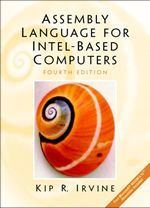 ASSEMBLY
LANGUAGE FOR
INTEL-BASED
COMPUTERS
FOURTH EDITION
KIP R. IRVINE